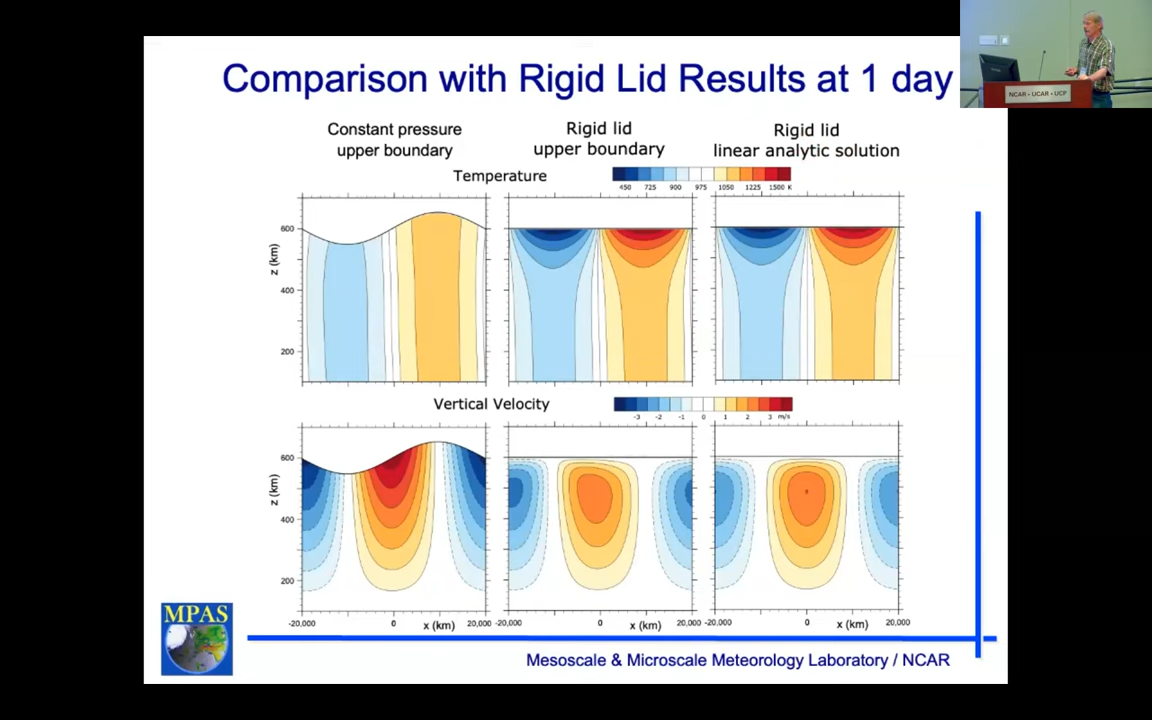 Comparison with Rigid Lid Results at 1 day
NCAR • UCAR • UCP
Constant pressure
upper boundary
Rigid lid
upper boundary
Rigid lid
linear analytic solution
Temperature
450 725 900 975 1050 1225 1500 K
z (km)
600
400
200
Vertical Velocity
-3 -2 -1 0 1 2 3 m/s
z (km)
600
400
200
-20,000 0 x (km) 20,000
-20,000 0 x (km) 20,000
-20,000 0 x (km) 20,000
MPAS
Mesoscale & Microscale Meteorology Laboratory / NCAR